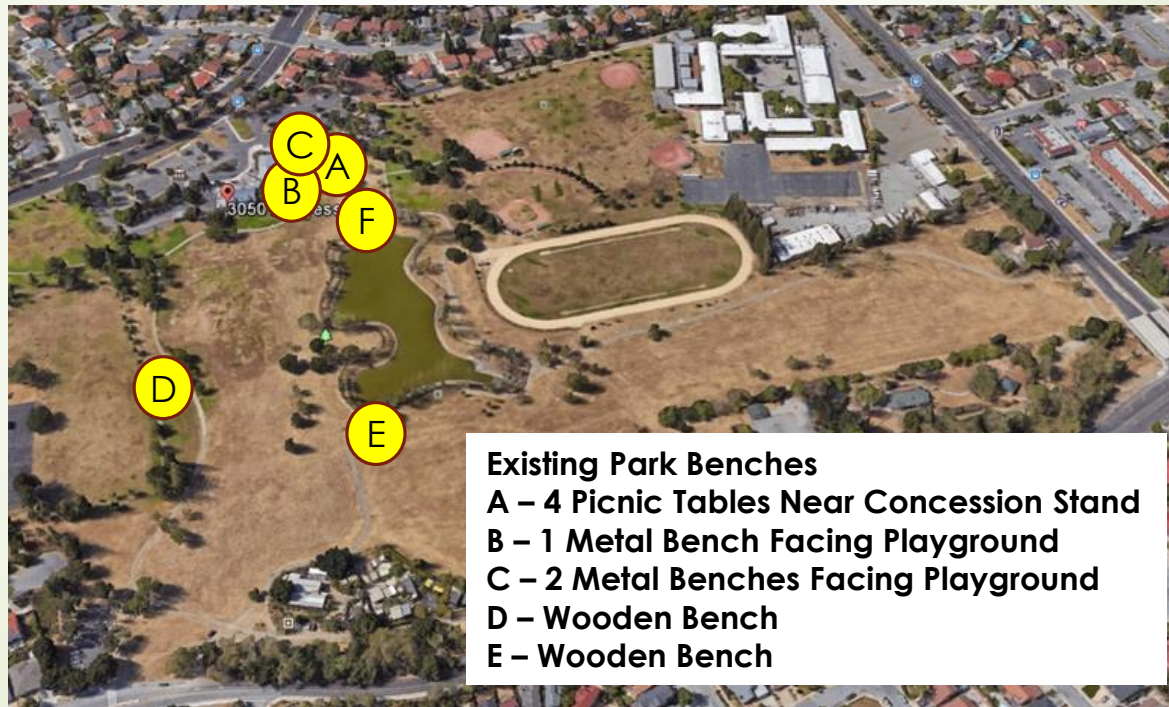 C
A
B
3050
F
D
E
Existing Park Benches
A – 4 Picnic Tables Near Concession Stand
B – 1 Metal Bench Facing Playground
C – 2 Metal Benches Facing Playground
D – Wooden Bench
E – Wooden Bench